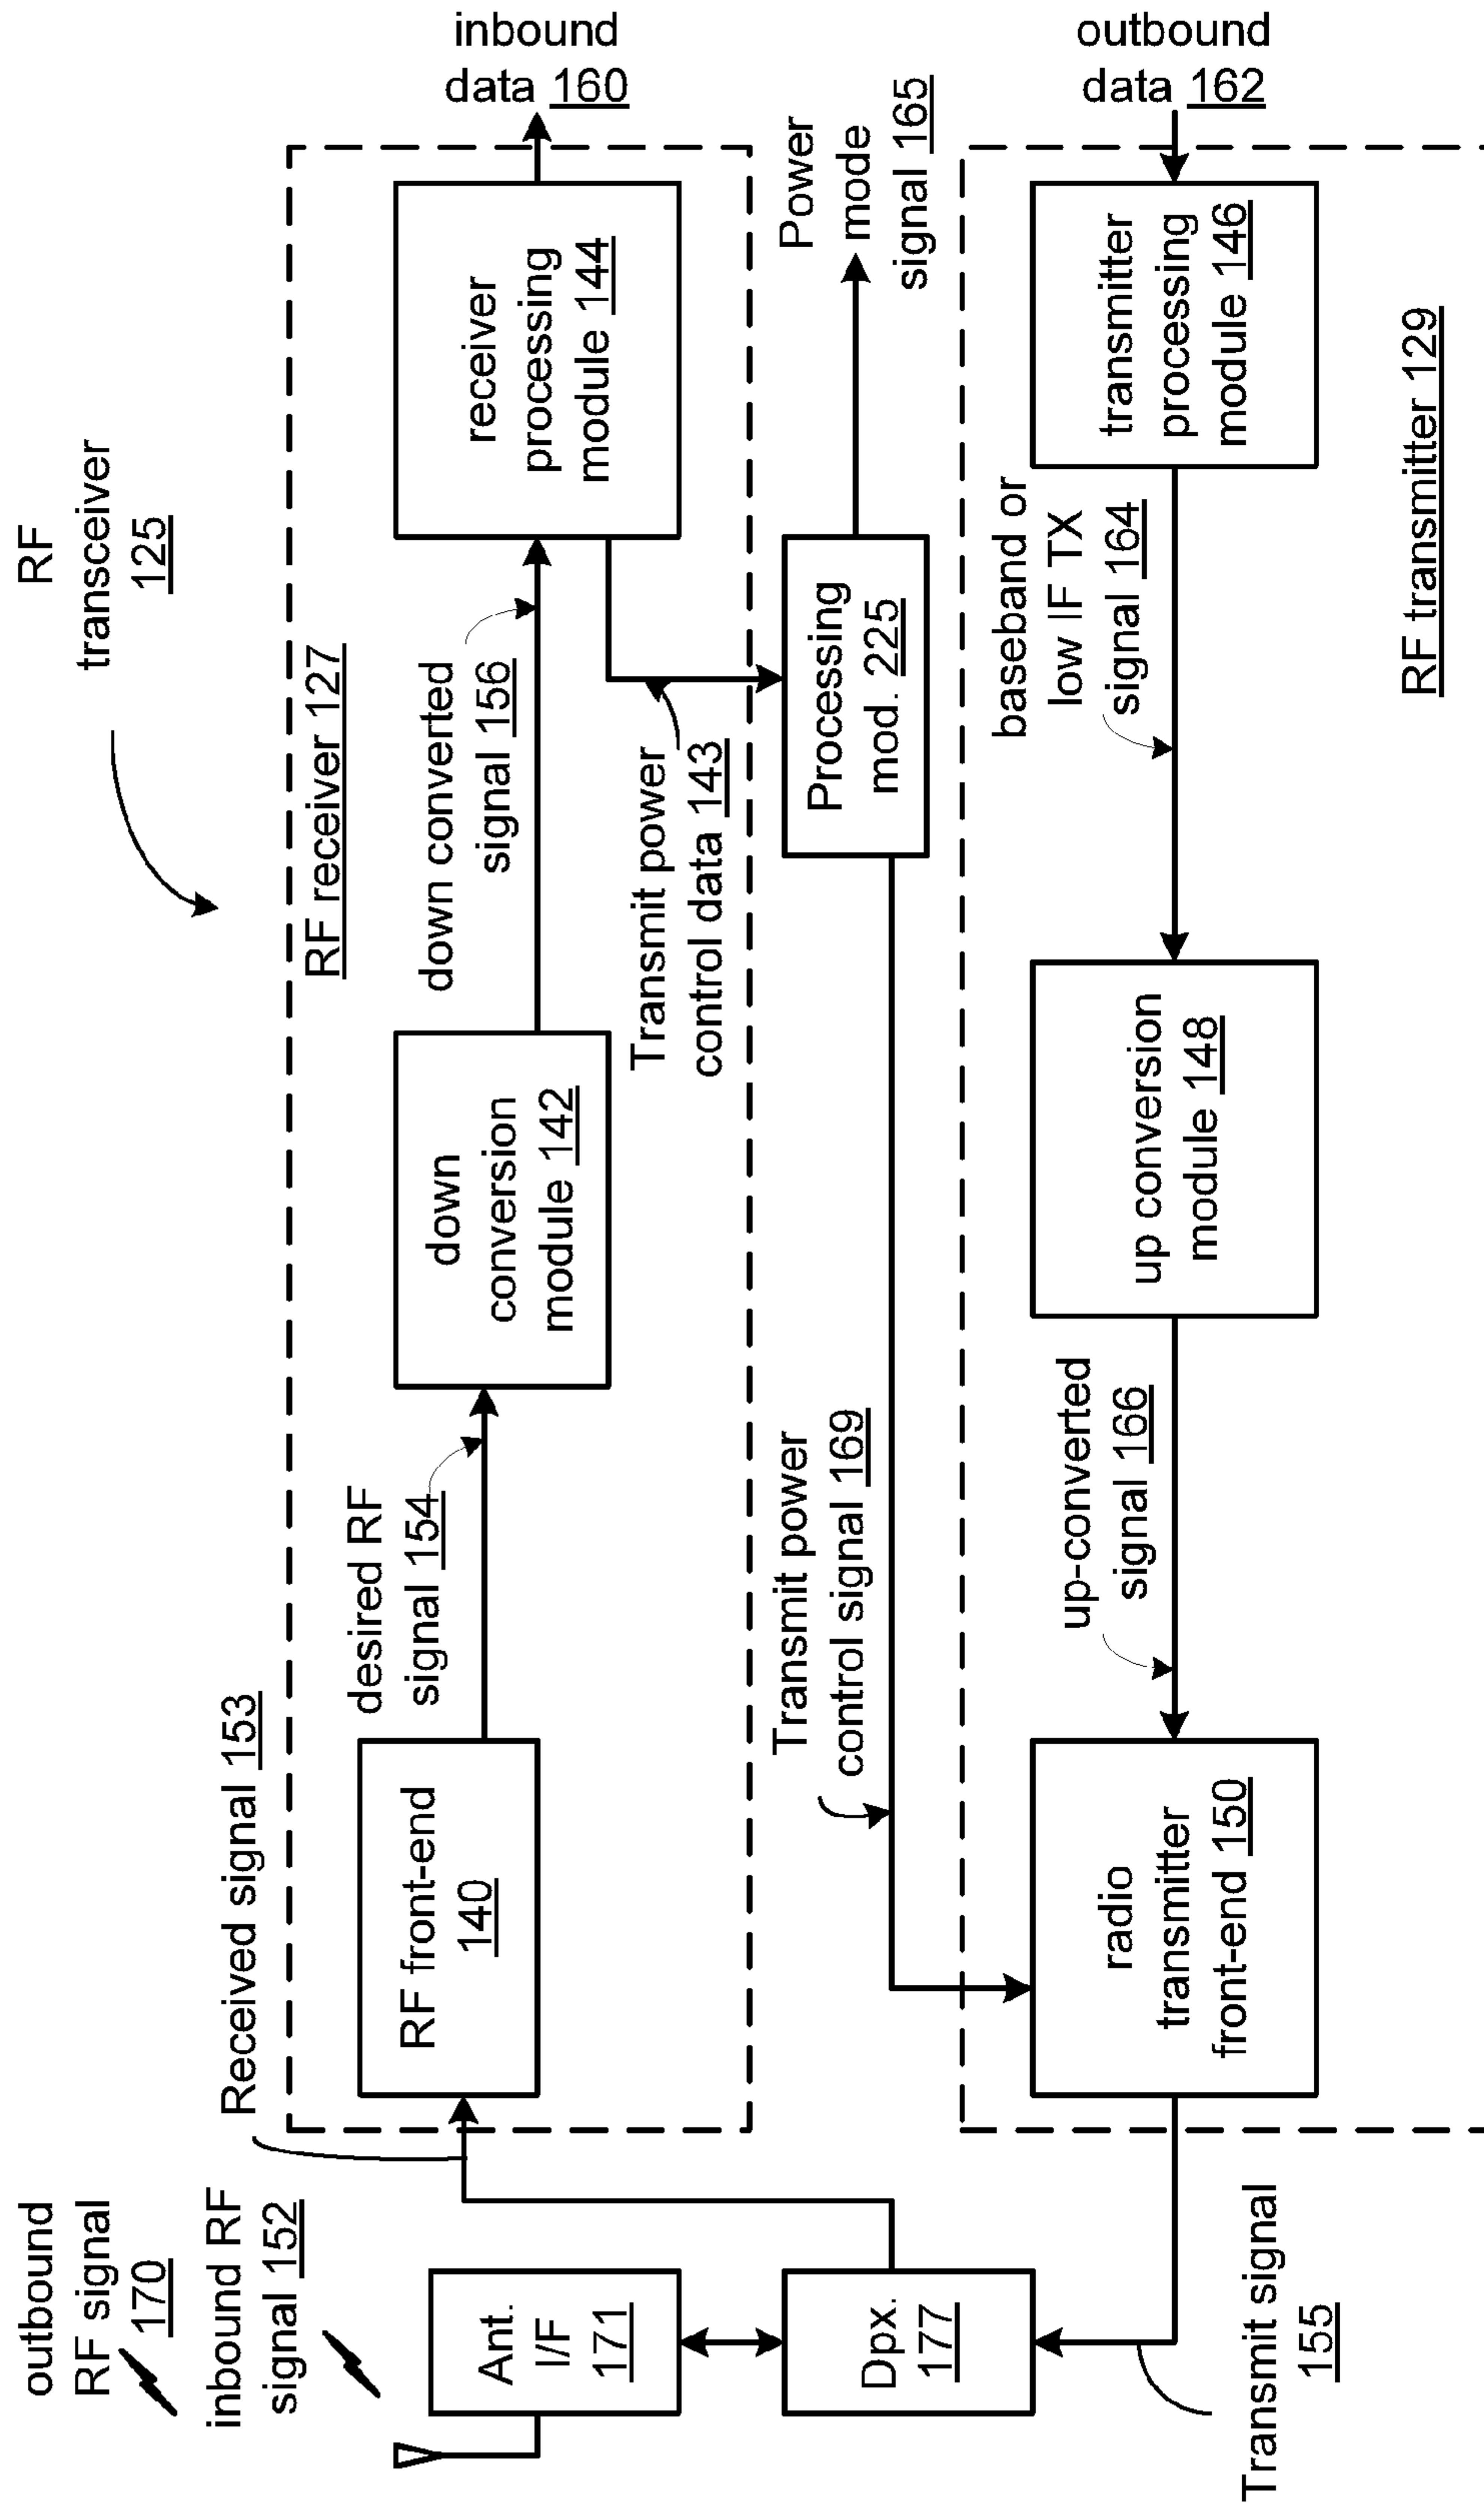 RF
transceiver
125
outbound
RF signal
170
inbound RF
signal 152
Received signal 153
RF receiver 127
desired RF
signal 154
down converted
signal 156
inbound
data 160
RF front-end
140
down
conversion
module 142
receiver
processing
module 144
Transmit power
control data 143
Ant.
I/F
171
Dpx.
177
Transmit power
control signal 169
Processing
mod. 225
Power
mode
signal 165
up-converted
signal 166
baseband or
low IF TX
signal 164
outbound
data 162
radio
transmitter
front-end 150
up conversion
module 148
transmitter
processing
module 146
Transmit signal
155
RF transmitter 129